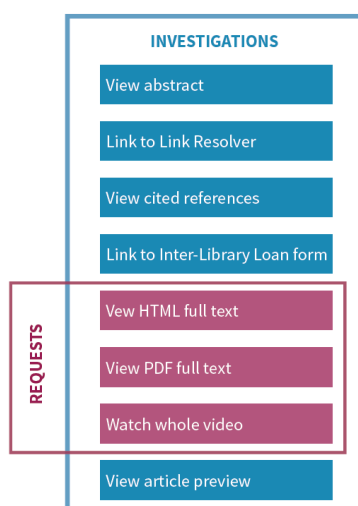 INVESTIGATIONS
View abstract
Link to Link Resolver
View cited references
Link to Inter-Library Loan form
REQUESTS
Vew HTML full text
View PDF full text
Watch whole video
View article preview